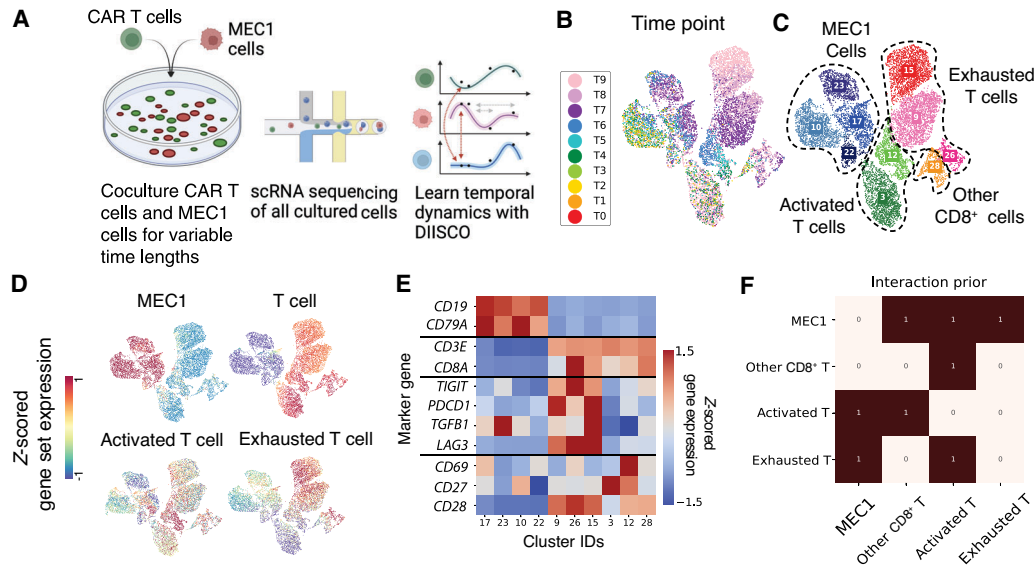 A
CAR T cells
MEC1
cells
Coculture CAR T
cells and MEC1
cells for variable
time lengths
scRNA sequencing
of all cultured cells
Learn temporal
dynamics with
DIISCO
B
Time point
T9
T8
T7
T6
T5
T4
T3
T2
T1
T0
C
MEC1
Cells
Exhausted
T cells
Activated
T cells
Other
CD8⁺ cells
15
23
9
17
10
22
12
26
28
3
D
MEC1
T cell
Activated T cell
Exhausted T cell
Z-scored
gene set expression
1
-1
E
Marker gene
CD19
CD79A
CD3E
CD8A
TIGIT
PDCD1
TGFB1
LAG3
CD69
CD27
CD28
17 23 10 22 9 26 15 3 12 28
Cluster IDs
1.5
−1.5
Z-scored
gene expression
F
Interaction prior
MEC1 0 1 1 1
Other CD8⁺ T 0 0 1 0
Activated T 1 1 0 0
Exhausted T 1 0 1 0
MEC1
Other CD8⁺ T
Activated T
Exhausted T